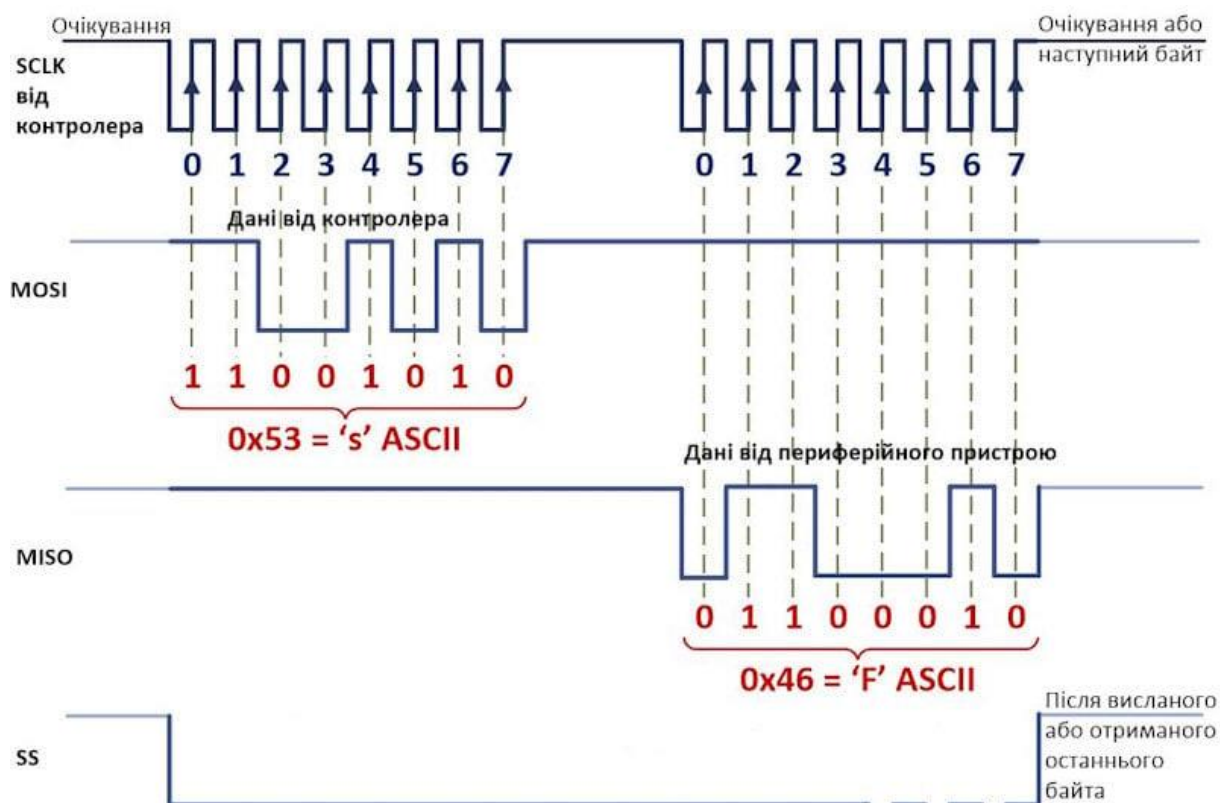 Очікування
Очікування або
наступний байт
SCLK
від
контролера
0 1 2 3 4 5 6 7
0 1 2 3 4 5 6 7
Дані від контролера
MOSI
1 1 0 0 1 0 1 0
0x53 = ‘s’ ASCII
Дані від периферійного пристрою
MISO
0 1 1 0 0 0 1 0
0x46 = ‘F’ ASCII
SS
Після висланого
або отриманого
останнього
байта